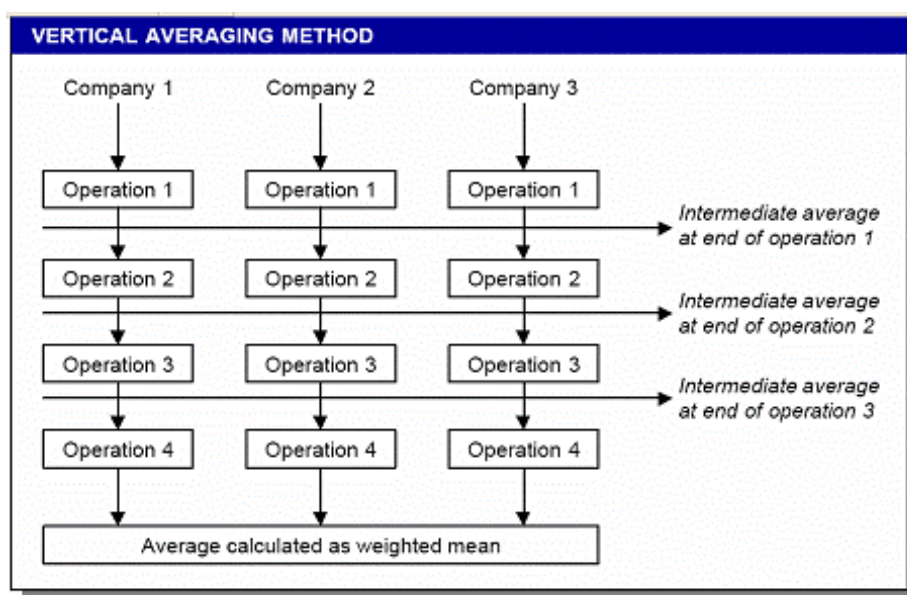 VERTICAL AVERAGING METHOD
Company 1 Company 2 Company 3
Operation 1 Operation 1 Operation 1
Intermediate average
at end of operation 1
Operation 2 Operation 2 Operation 2
Intermediate average
at end of operation 2
Operation 3 Operation 3 Operation 3
Intermediate average
at end of operation 3
Operation 4 Operation 4 Operation 4
Average calculated as weighted mean